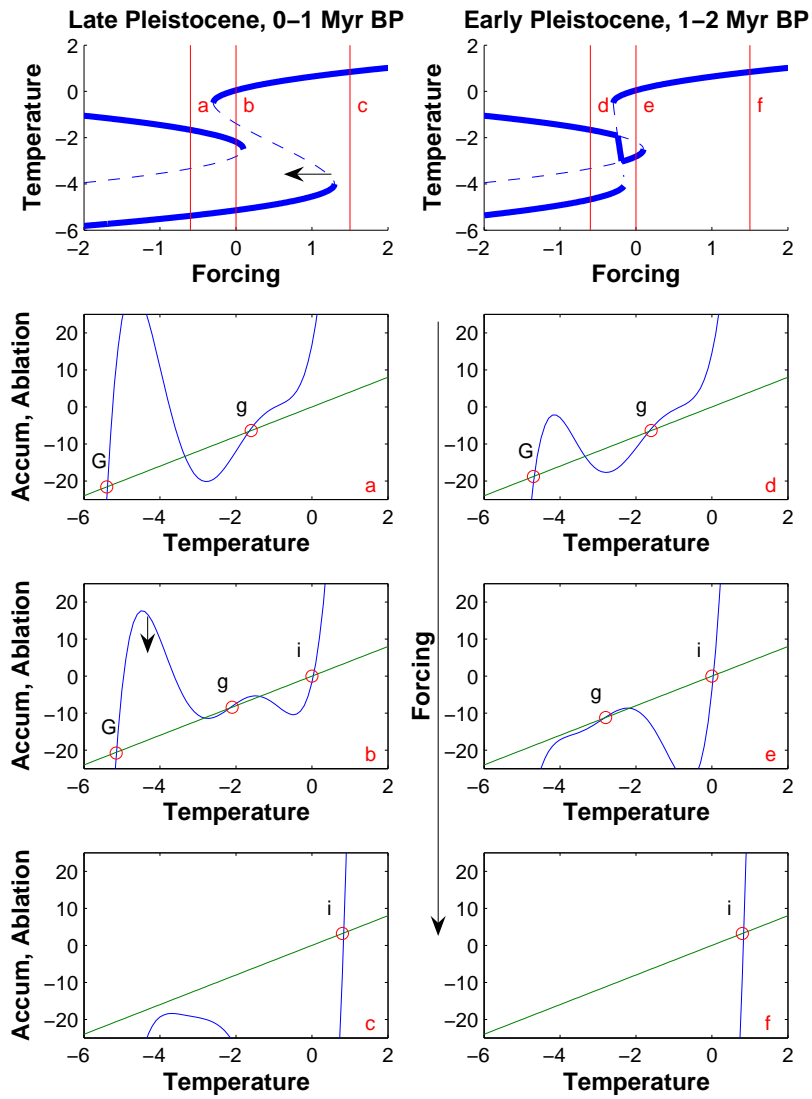 Late Pleistocene, 0–1 Myr BP
Early Pleistocene, 1–2 Myr BP
2
0
−2
−4
−6
Temperature
a
b
c
−2
−1
0
1
2
Forcing
2
0
−2
−4
−6
Temperature
d
e
f
−2
−1
0
1
2
Forcing
20
10
0
−10
−20
Accum, Ablation
G
g
a
−6
−4
−2
0
2
Temperature
20
10
0
−10
−20
G
g
d
−6
−4
−2
0
2
Temperature
20
10
0
−10
−20
Accum, Ablation
G
g
i
b
−6
−4
−2
0
2
Temperature
Forcing
20
10
0
−10
−20
g
i
e
−6
−4
−2
0
2
Temperature
20
10
0
−10
−20
Accum, Ablation
i
c
−6
−4
−2
0
2
Temperature
20
10
0
−10
−20
i
f
−6
−4
−2
0
2
Temperature